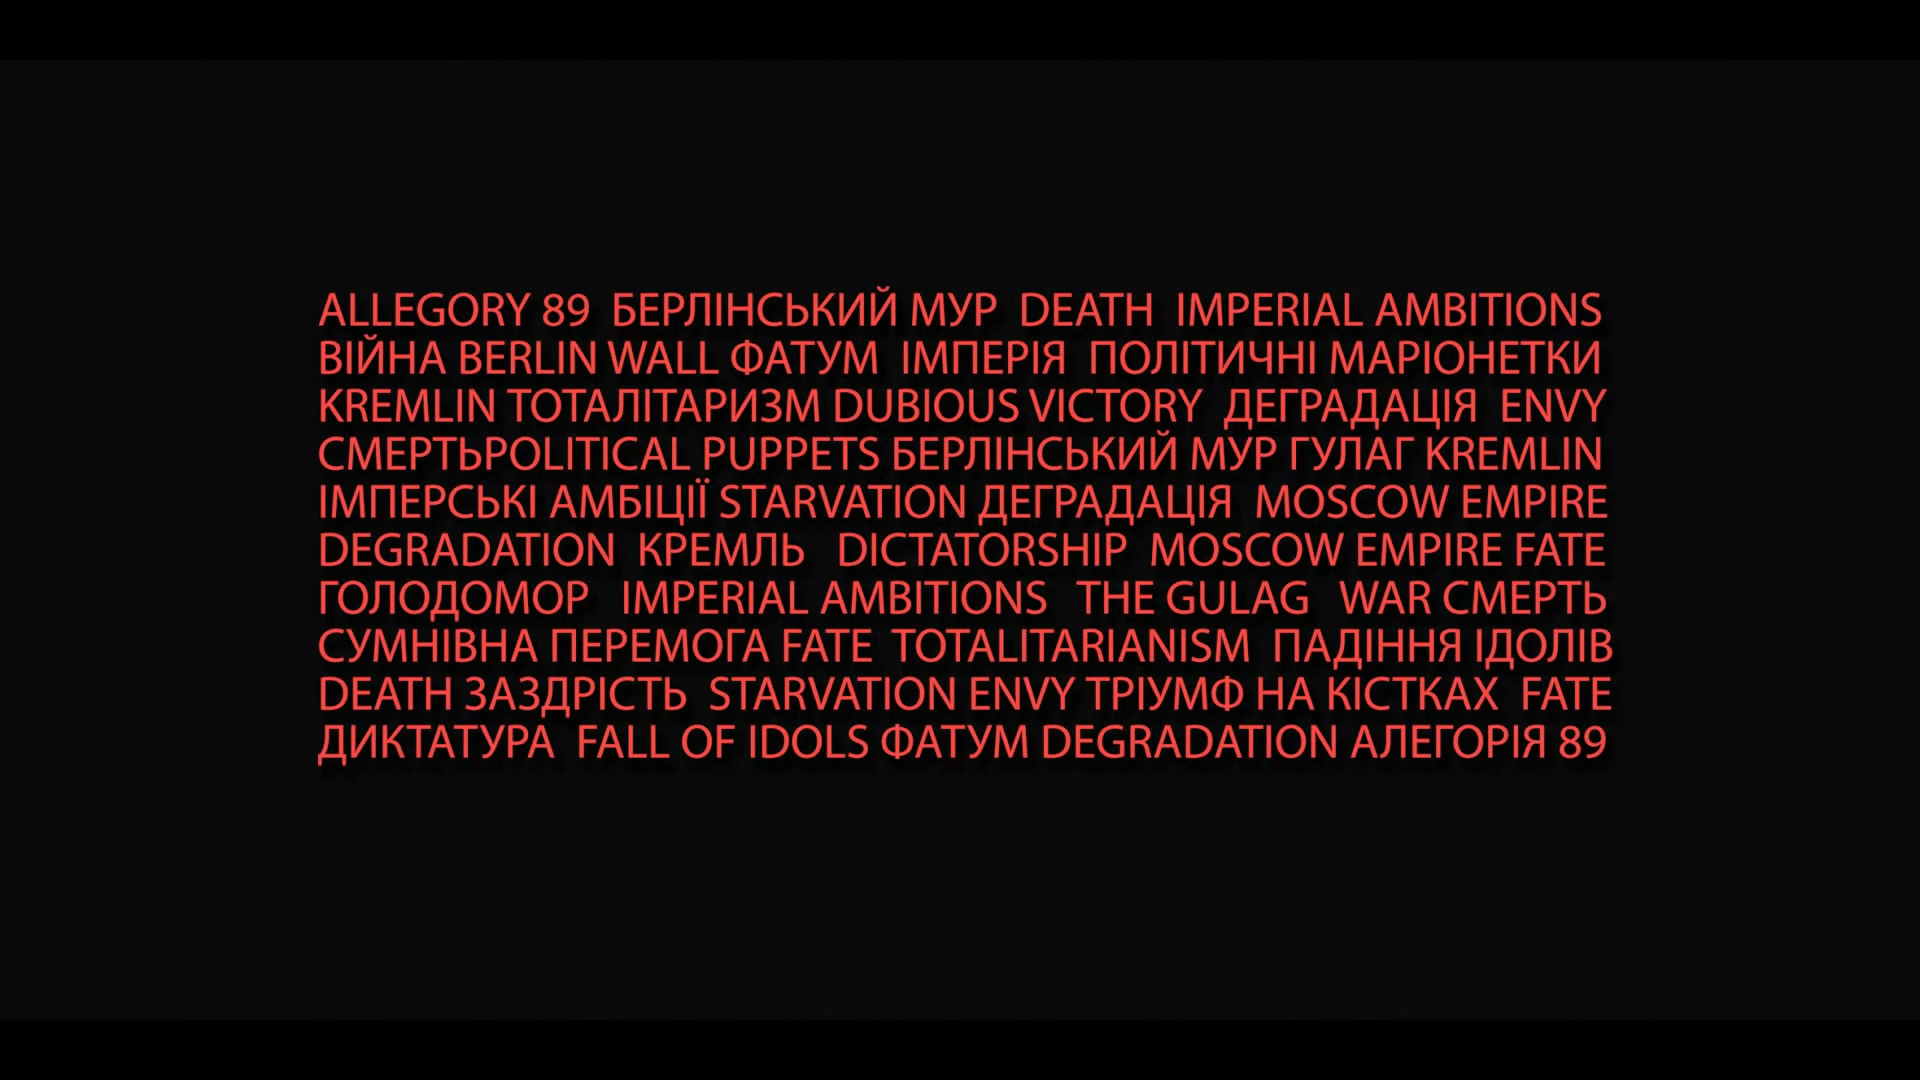 ALLEGORY 89 БЕРЛІНСЬКИЙ МУР DEATH IMPERIAL AMBITIONS
ВІЙНА BERLIN WALL ФАТУМ ІМПЕРІЯ ПОЛІТИЧНІ МАРІОНЕТКИ
KREMLIN ТОТАЛІТАРИЗМ DUBIOUS VICTORY ДЕГРАДАЦІЯ ENVY
СМЕРТЬPOLITICAL PUPPETS БЕРЛІНСЬКИЙ МУР ГУЛАГ KREMLIN
ІМПЕРСЬКІ АМБІЦІЇ STARVATION ДЕГРАДАЦІЯ MOSCOW EMPIRE
DEGRADATION КРЕМЛЬ DICTATORSHIP MOSCOW EMPIRE FATE
ГОЛОДОМОР IMPERIAL AMBITIONS THE GULAG WAR СМЕРТЬ
СУМНІВНА ПЕРЕМОГА FATE TOTALITARIANISM ПАДІННЯ ІДОЛІВ
DEATH ЗАЗДРІСТЬ STARVATION ENVY ТРІУМФ НА КІСТКАХ FATE
ДИКТАТУРА FALL OF IDOLS ФАТУМ DEGRADATION АЛЕГОРІЯ 89